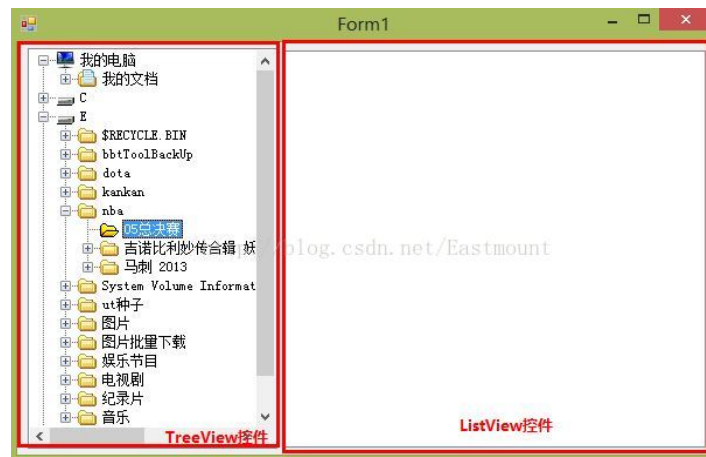 Form1
我的电脑
我的文档
C
E
$RECYCLE.BIN
bbtToolBackUp
dota
kankan
nba
05总决赛
吉诺比利妙传合辑 妖
马刺 2013
System Volume Informat
ut种子
图片
图片批量下载
娱乐节目
电视剧
纪录片
音乐
TreeView控件
ListView控件
blog.csdn.net/Eastmount